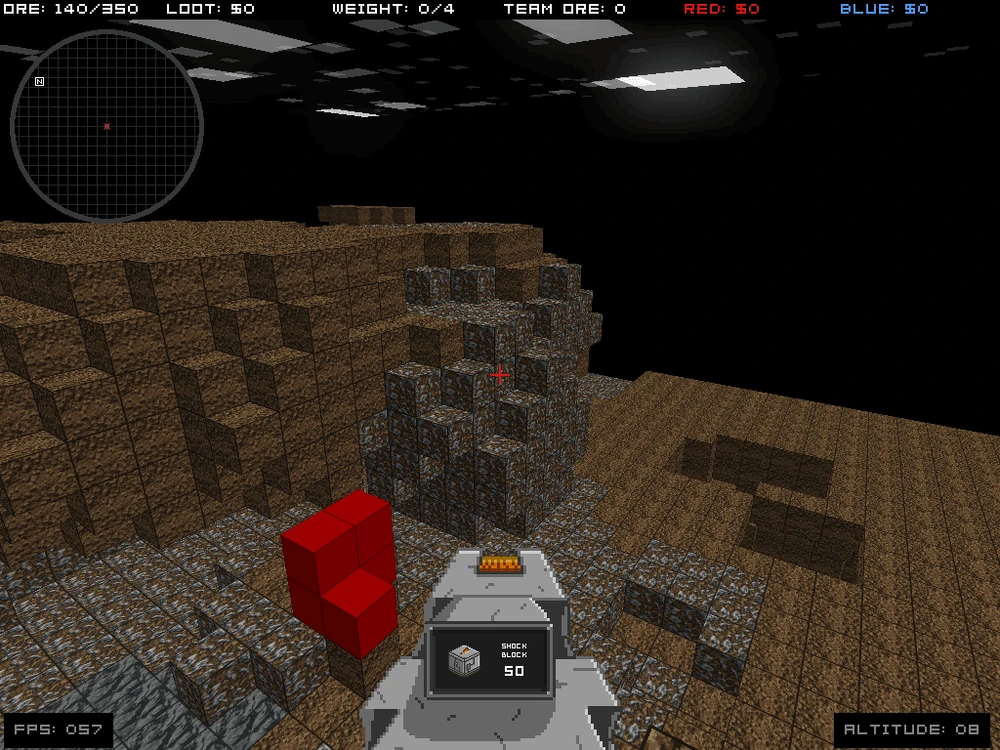 ORE: 140/350 LOOT: $0 WEIGHT: 0/4 TEAM ORE: 0 RED: $0 BLUE: $0
N
SHOCK
BLOCK
50
FPS: 057 ALTITUDE: 08